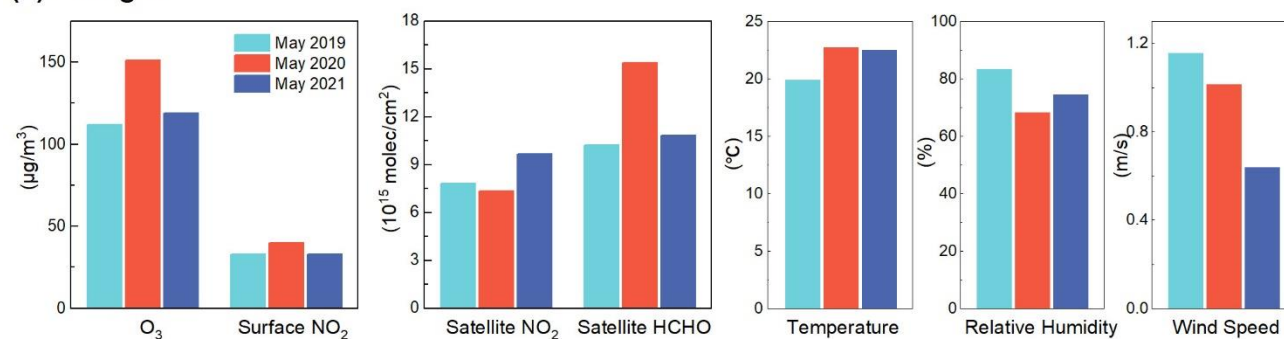 May 2019
May 2020
May 2021
(μg/m³)
150
100
50
0
O₃
Surface NO₂
(10¹⁵ molec/cm²)
18
15
12
9
6
3
0
Satellite NO₂
Satellite HCHO
(°C)
25
20
15
10
5
0
Temperature
(%)
100
80
60
40
20
0
Relative Humidity
(m/s)
1.2
0.8
0.4
0.0
Wind Speed